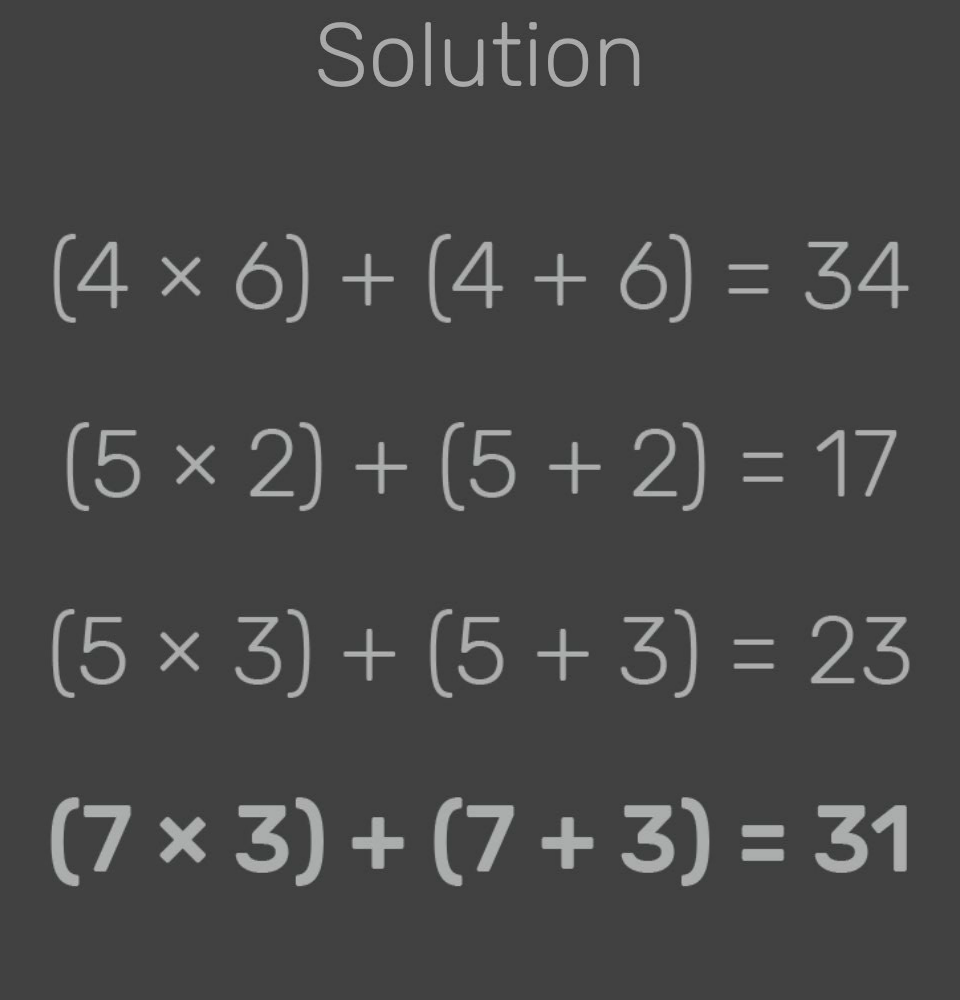 Solution
(4 × 6) + (4 + 6) = 34
(5 × 2) + (5 + 2) = 17
(5 × 3) + (5 + 3) = 23
(7 × 3) + (7 + 3) = 31